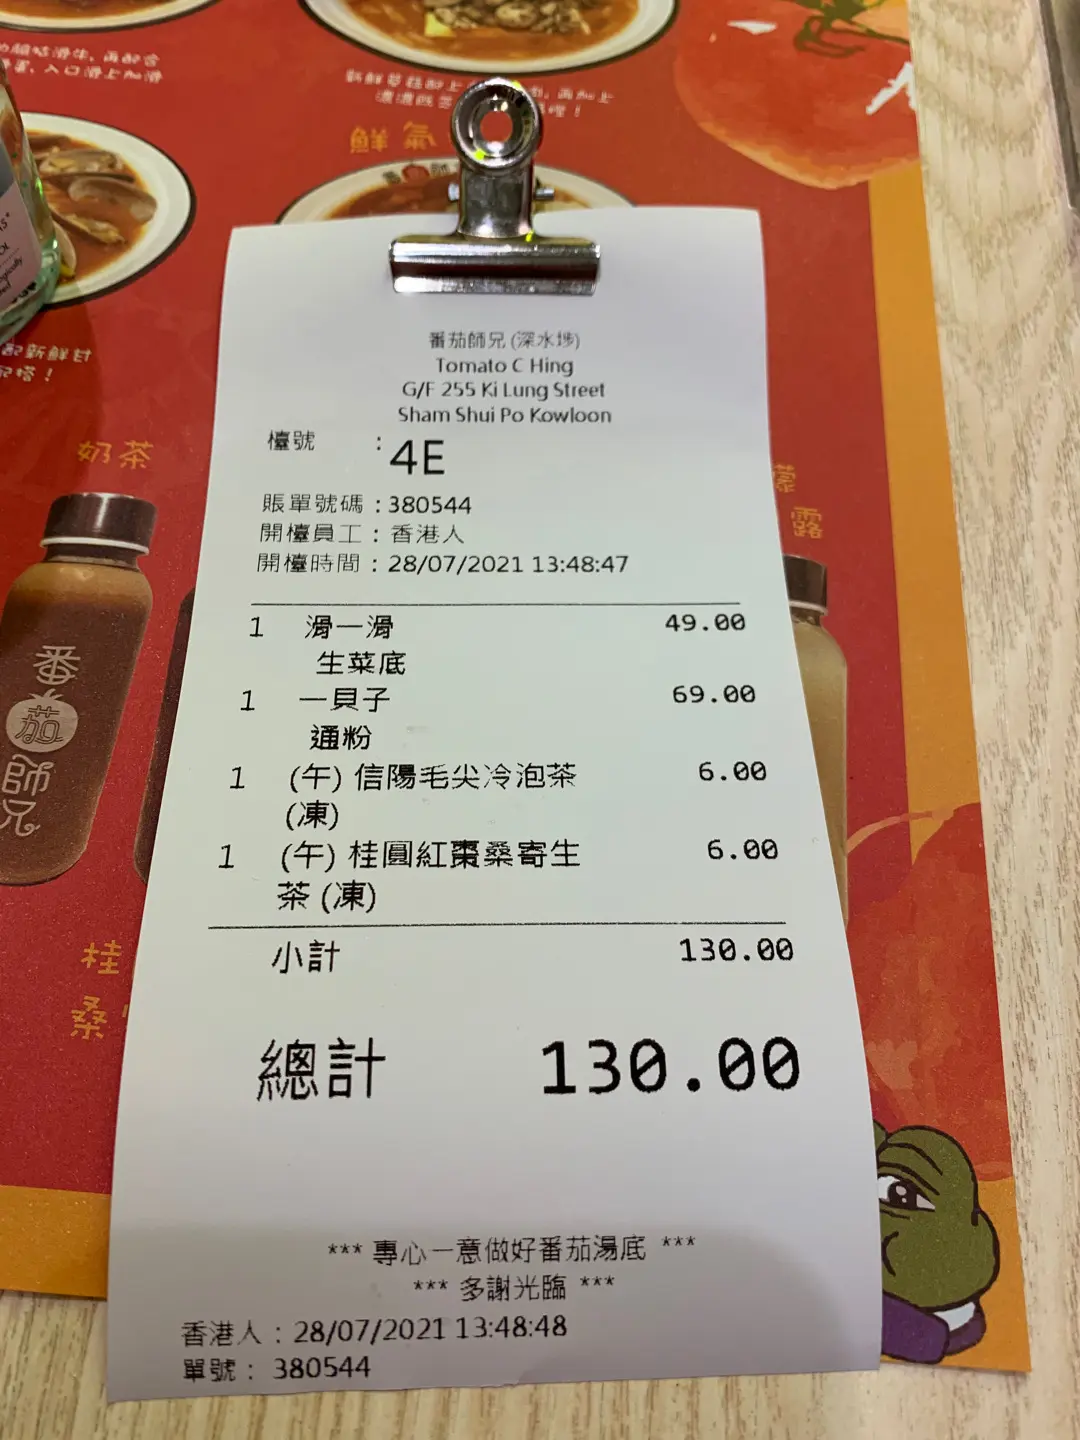 鮮氣
奶茶
番
茄
師
兄
桂
桑
露
番茄師兄 (深水埗)
Tomato C Hing
G/F 255 Ki Lung Street
Sham Shui Po Kowloon
檯號 : 4E
賬單號碼 : 380544
開檯員工 : 香港人
開檯時間 : 28/07/2021 13:48:47
1 滑一滑 49.00
生菜底
1 一貝子 69.00
通粉
1 (午) 信陽毛尖冷泡茶 6.00
(凍)
1 (午) 桂圓紅棗桑寄生 6.00
茶 (凍)
小計 130.00
總計 130.00
*** 專心一意做好番茄湯底 ***
*** 多謝光臨 ***
香港人 : 28/07/2021 13:48:48
單號 : 380544